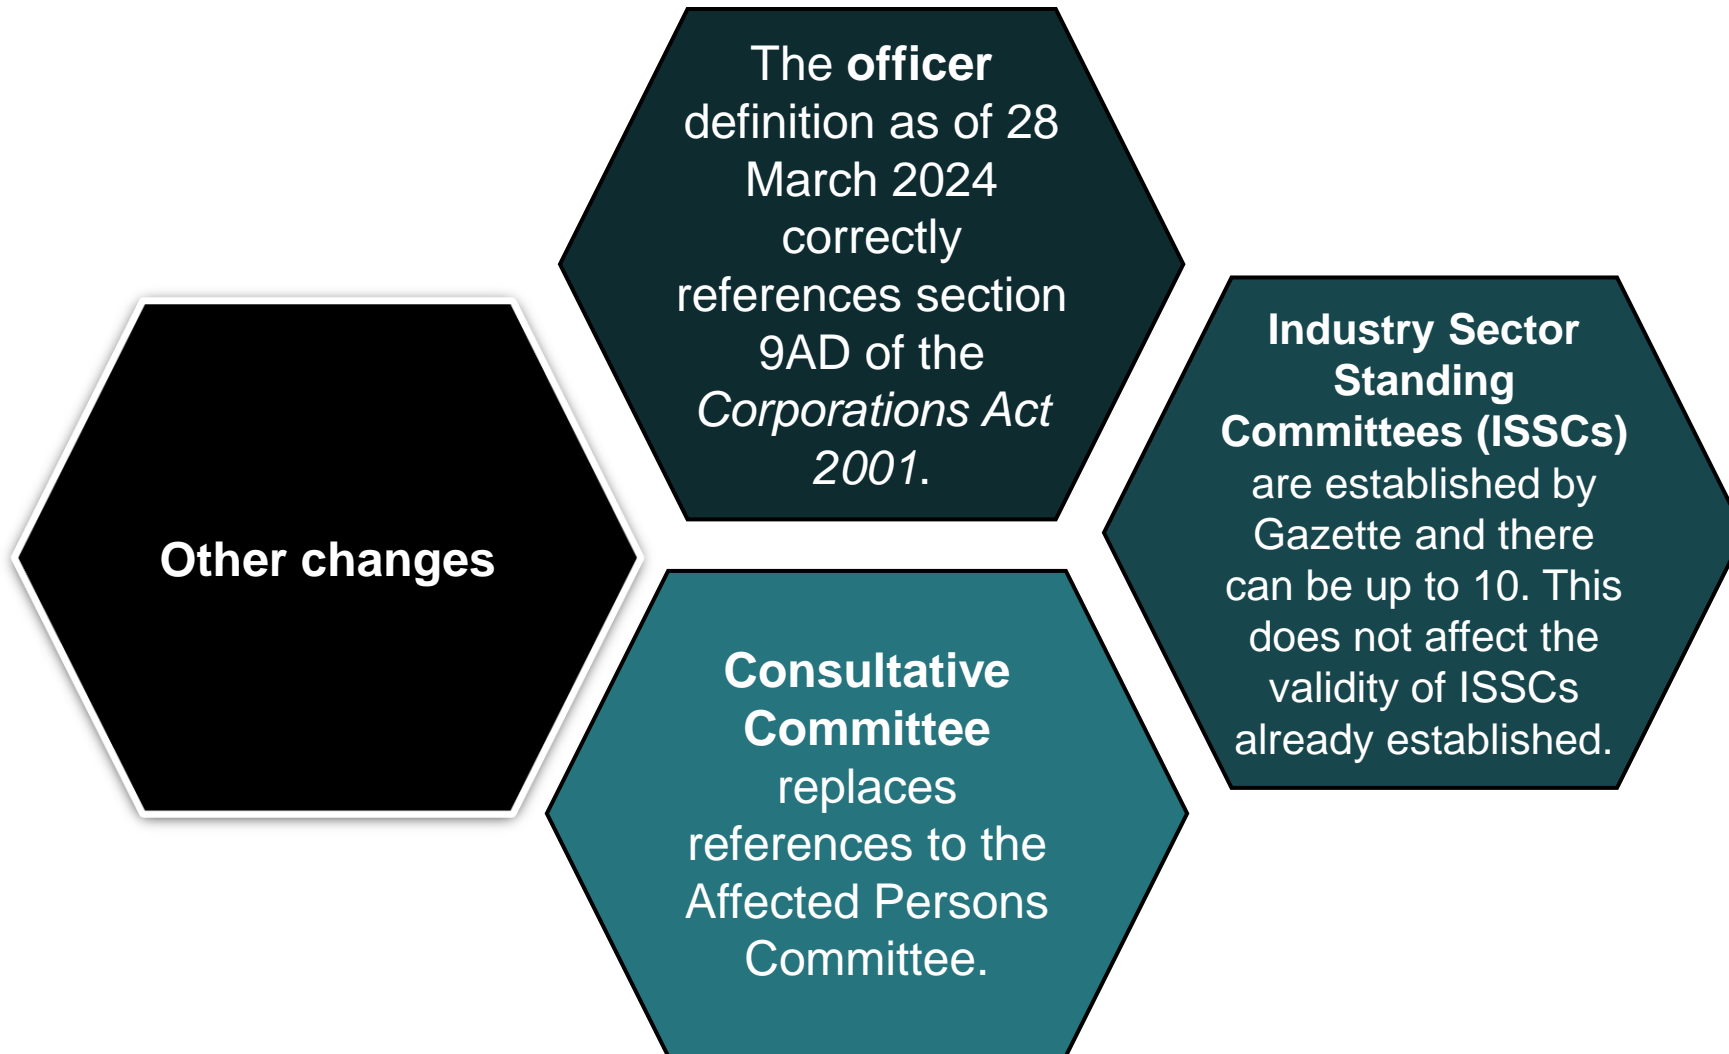 Other changes
The officer
definition as of 28
March 2024
correctly
references section
9AD of the
Corporations Act
2001.
Industry Sector
Standing
Committees (ISSCs)
are established by
Gazette and there
can be up to 10. This
does not affect the
validity of ISSCs
already established.
Consultative
Committee
replaces
references to the
Affected Persons
Committee.